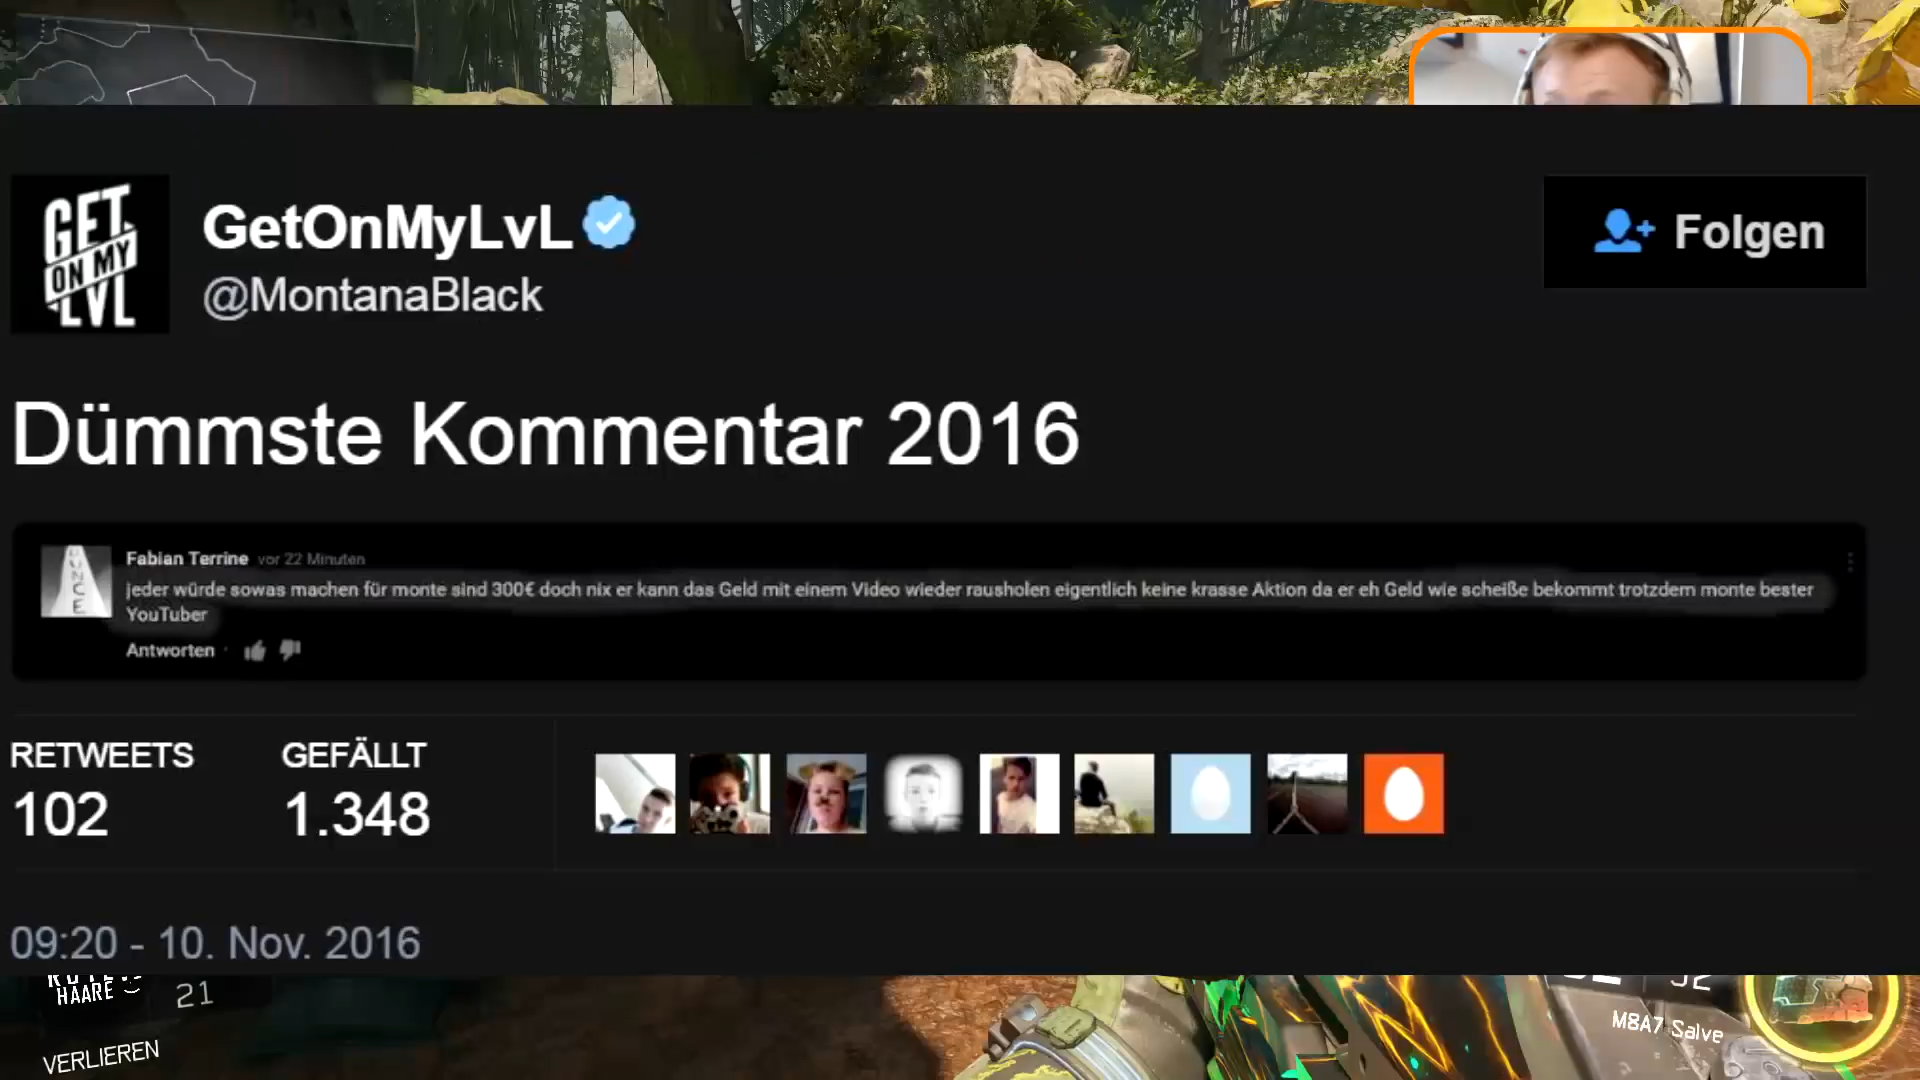 GET
ON MY
LVL
GetOnMyLvL
@MontanaBlack
Folgen
Dümmste Kommentar 2016
BUNCE
Fabian Terrine vor 22 Minuten
jeder würde sowas machen für monte sind 300€ doch nix er kann das Geld mit einem Video wieder rausholen eigentlich keine krasse Aktion da er eh Geld wie scheiße bekommt trotzdem monte bester
YouTuber
Antworten ·
RETWEETS
GEFÄLLT
102
1.348
09:20 - 10. Nov. 2016
HAARE
21
VERLIEREN
M8A7 Salve